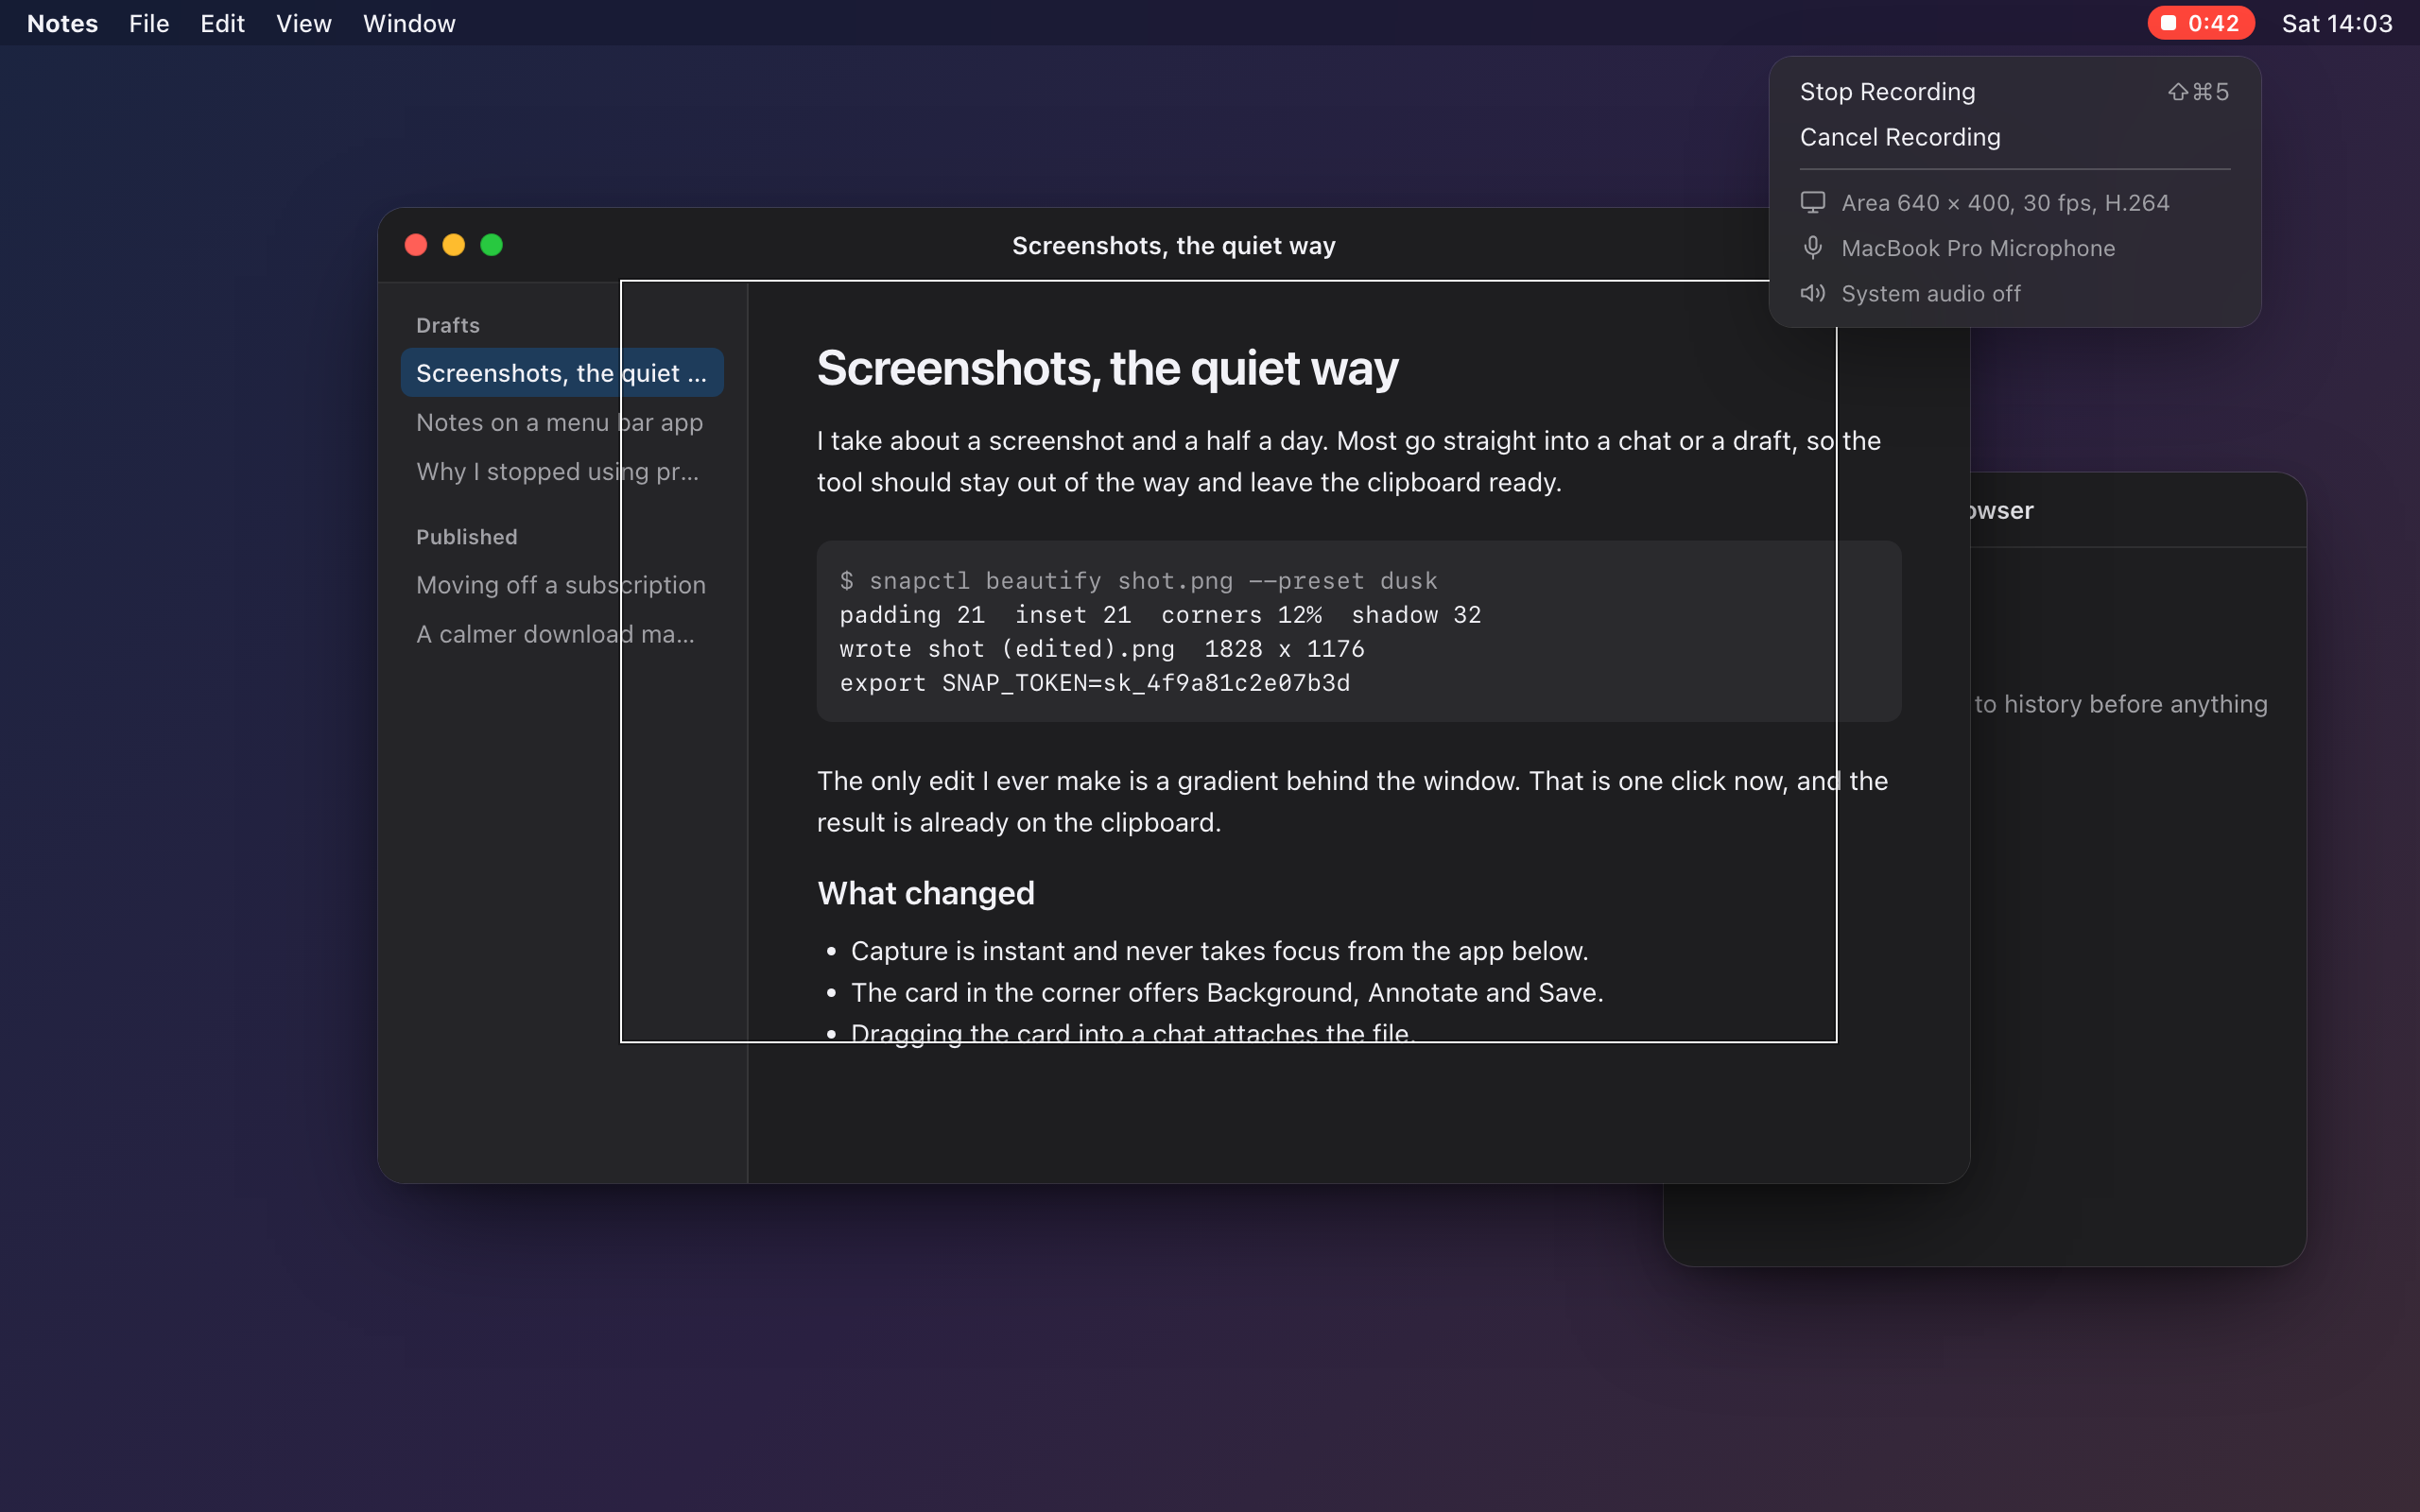 Notes File Edit View Window 0:42 Sat 14:03
Stop Recording ⇧⌘5
Cancel Recording
Area 640 × 400, 30 fps, H.264
MacBook Pro Microphone
System audio off
Screenshots, the quiet way
Drafts
Screenshots, the quiet ...
Notes on a menu bar app
Why I stopped using pr...
Published
Moving off a subscription
A calmer download ma...
Screenshots, the quiet way
I take about a screenshot and a half a day. Most go straight into a chat or a draft, so the
tool should stay out of the way and leave the clipboard ready.
$ snapctl beautify shot.png --preset dusk
padding 21 inset 21 corners 12% shadow 32
wrote shot (edited).png 1828 x 1176
export SNAP_TOKEN=sk_4f9a81c2e07b3d
The only edit I ever make is a gradient behind the window. That is one click now, and the
result is already on the clipboard.
What changed
• Capture is instant and never takes focus from the app below.
• The card in the corner offers Background, Annotate and Save.
• Dragging the card into a chat attaches the file.
owser
to history before anything